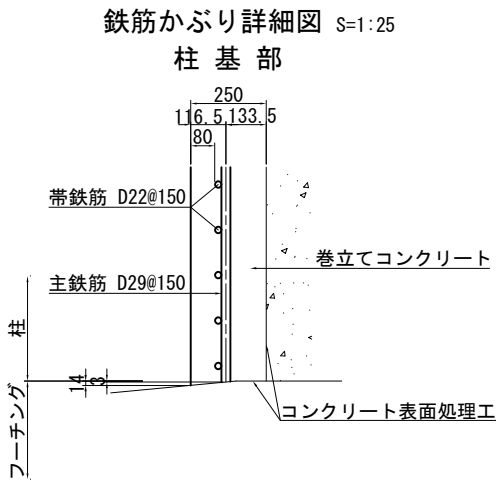 鉄筋かぶり詳細図 S=1:25
柱 基 部
250
116.5 133.5
80
帯鉄筋 D22@150
巻立てコンクリート
主鉄筋 D29@150
柱
14
3
フーチング
コンクリート表面処理工